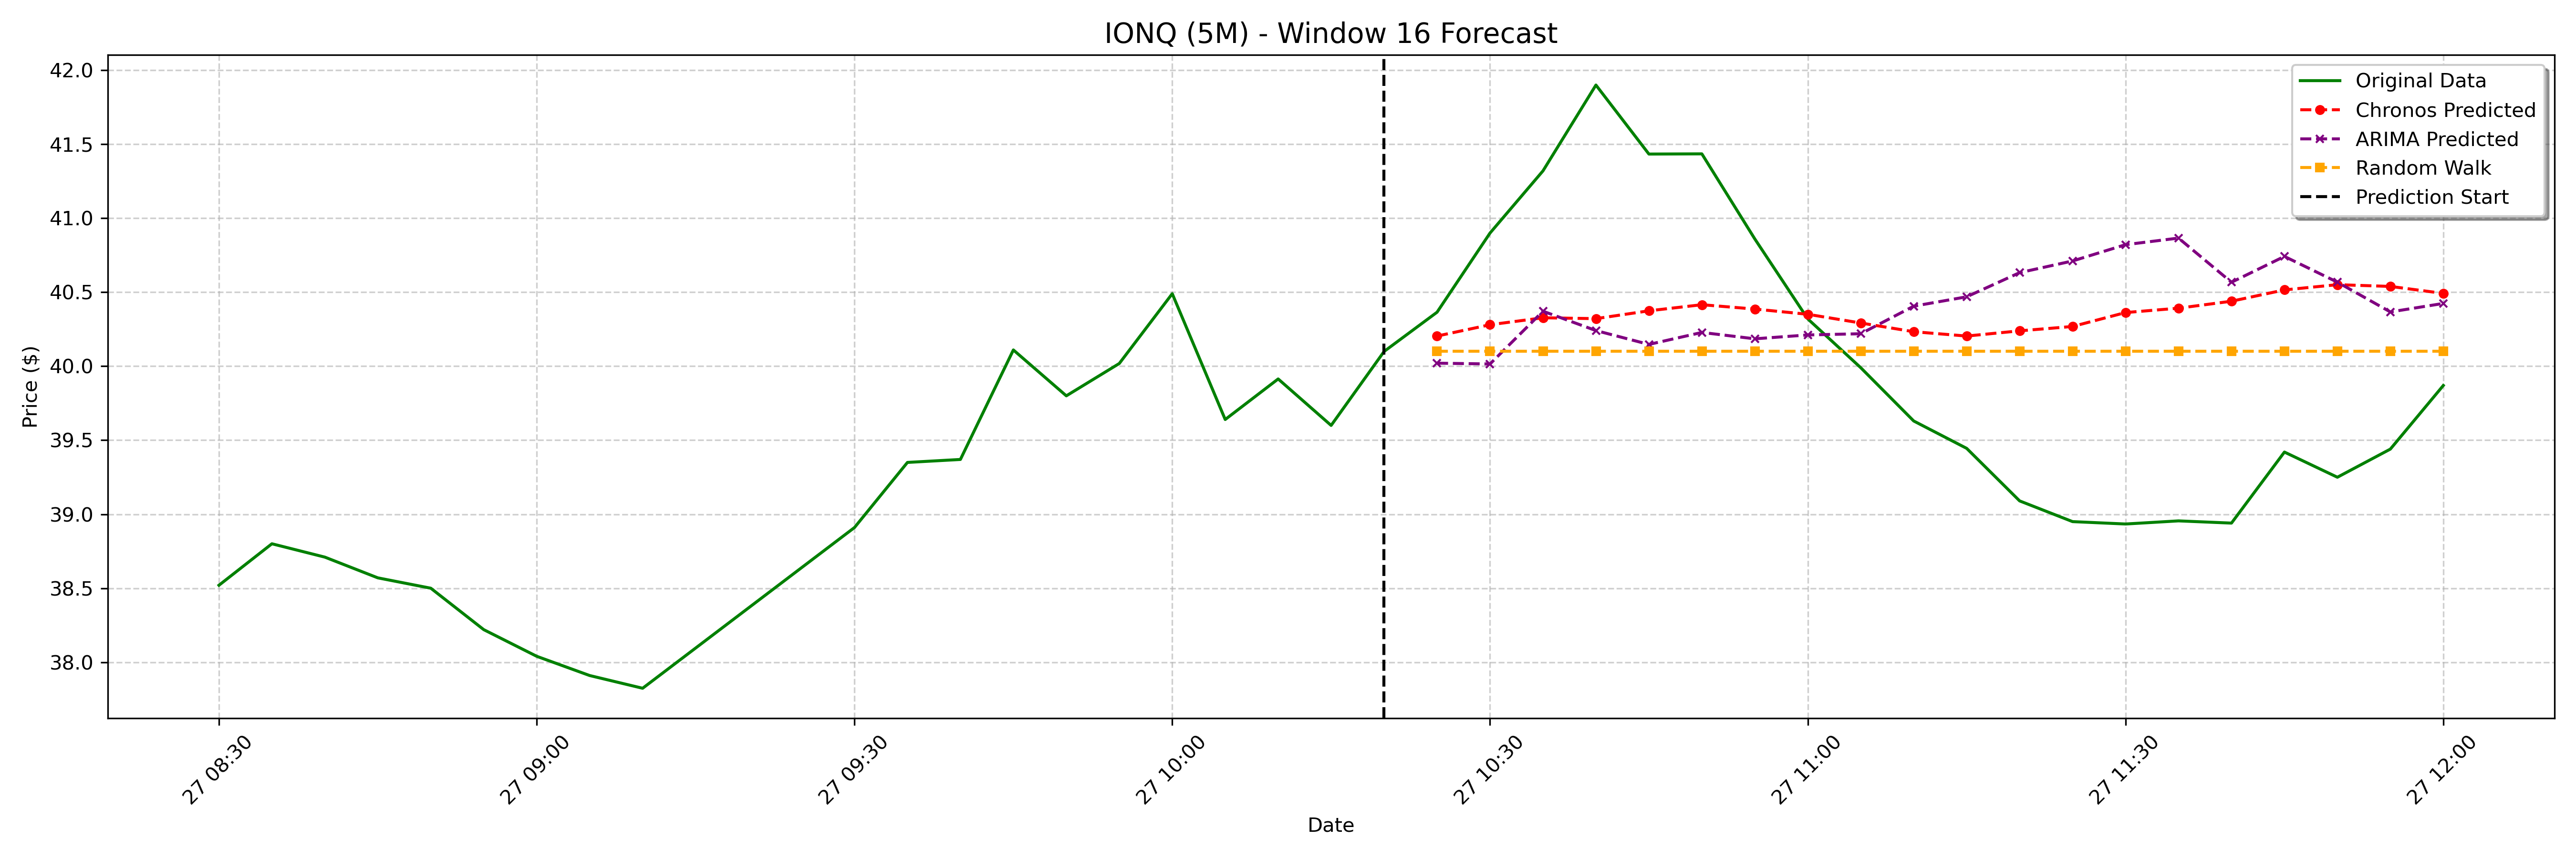 IONQ (5M) - Window 16 Forecast
Original Data
Chronos Predicted
ARIMA Predicted
Random Walk
Prediction Start
Price ($)
42.0
41.5
41.0
40.5
40.0
39.5
39.0
38.5
38.0
27 08:30
27 09:00
27 09:30
27 10:00
27 10:30
27 11:00
27 11:30
27 12:00
Date